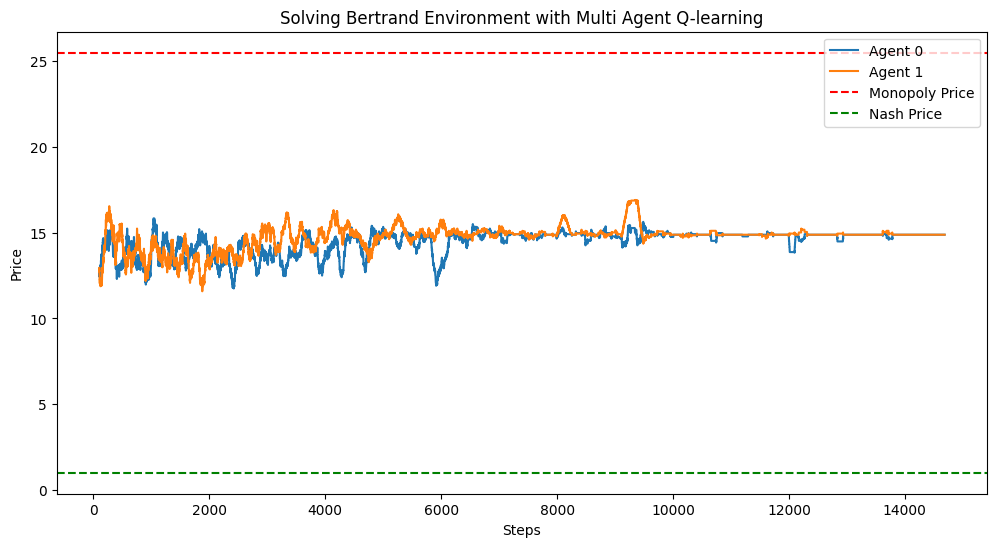 Solving Bertrand Environment with Multi Agent Q-learning
Agent 0
Agent 1
Monopoly Price
Nash Price
Price
25
20
15
10
5
0
0 2000 4000 6000 8000 10000 12000 14000
Steps